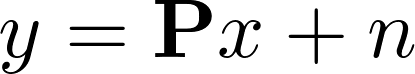 y = Px + n